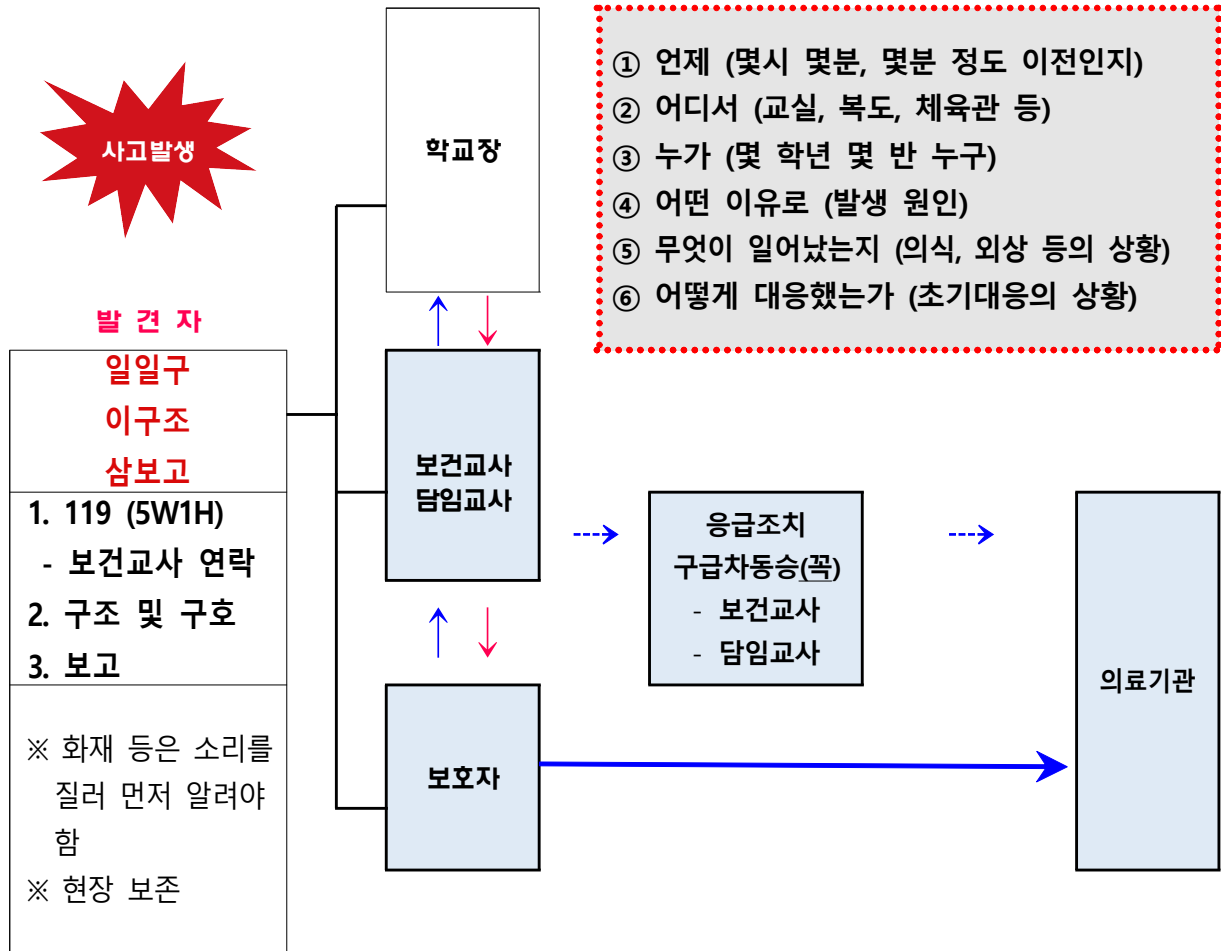 사고발생
발 견 자
일일구
이구조
삼보고
1. 119 (5W1H)
- 보건교사 연락
2. 구조 및 구호
3. 보고
※ 화재 등은 소리를
질러 먼저 알려야
함
※ 현장 보존
학교장
보건교사
담임교사
보호자
① 언제 (몇시 몇분, 몇분 정도 이전인지)
② 어디서 (교실, 복도, 체육관 등)
③ 누가 (몇 학년 몇 반 누구)
④ 어떤 이유로 (발생 원인)
⑤ 무엇이 일어났는지 (의식, 외상 등의 상황)
⑥ 어떻게 대응했는가 (초기대응의 상황)
응급조치
구급차동승(꼭)
- 보건교사
- 담임교사
의료기관